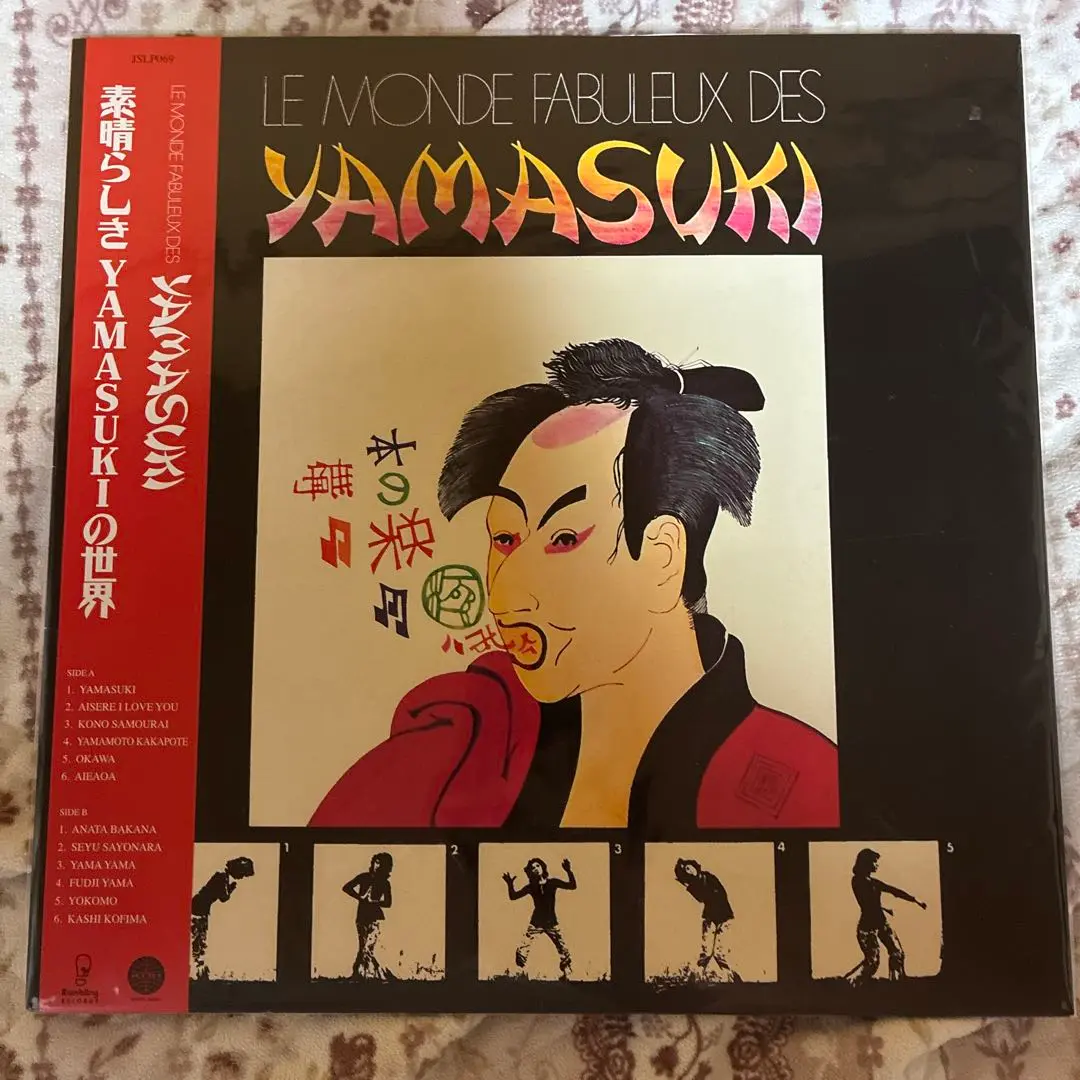 JSLP069
素晴らしきYAMASUKIの世界
LE MONDE FABULEUX DES
YAMASUKI
SIDE A
1. YAMASUKI
2. AISERE I LOVE YOU
3. KONO SAMOURAI
4. YAMAMOTO KAKAPOTE
5. OKAWA
6. AIEAOA
SIDE B
1. ANATA BAKANA
2. SEYU SAYONARA
3. YAMA YAMA
4. FUDJI YAMA
5. YOKOMO
6. KASHI KOFIMA
Rambling
RECORDS
LE MONDE FABULEUX DES
YAMASUKI
1
2
3
4
5